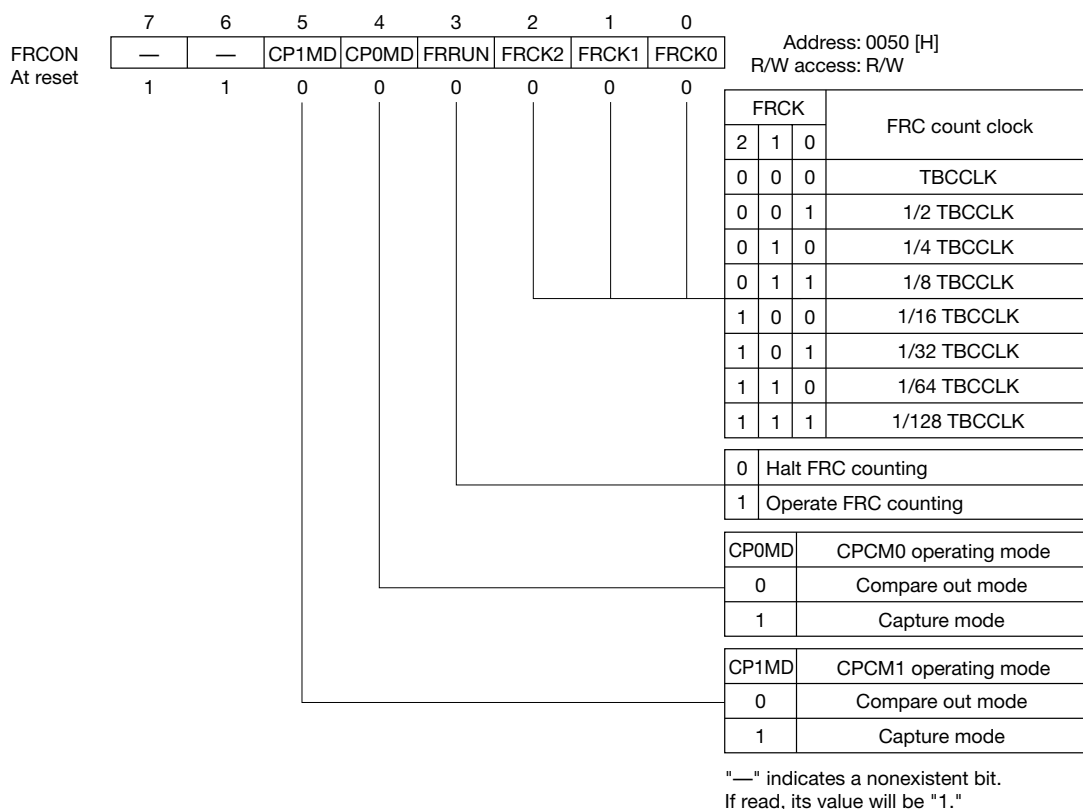 7 6 5 4 3 2 1 0
FRCON — — CP1MD CP0MD FRRUN FRCK2 FRCK1 FRCK0
At reset 1 1 0 0 0 0 0 0
Address: 0050 [H]
R/W access: R/W
FRCK FRC count clock
2 1 0
0 0 0 TBCCLK
0 0 1 1/2 TBCCLK
0 1 0 1/4 TBCCLK
0 1 1 1/8 TBCCLK
1 0 0 1/16 TBCCLK
1 0 1 1/32 TBCCLK
1 1 0 1/64 TBCCLK
1 1 1 1/128 TBCCLK
0 Halt FRC counting
1 Operate FRC counting
CP0MD CPCM0 operating mode
0 Compare out mode
1 Capture mode
CP1MD CPCM1 operating mode
0 Compare out mode
1 Capture mode
"—" indicates a nonexistent bit.
If read, its value will be "1."